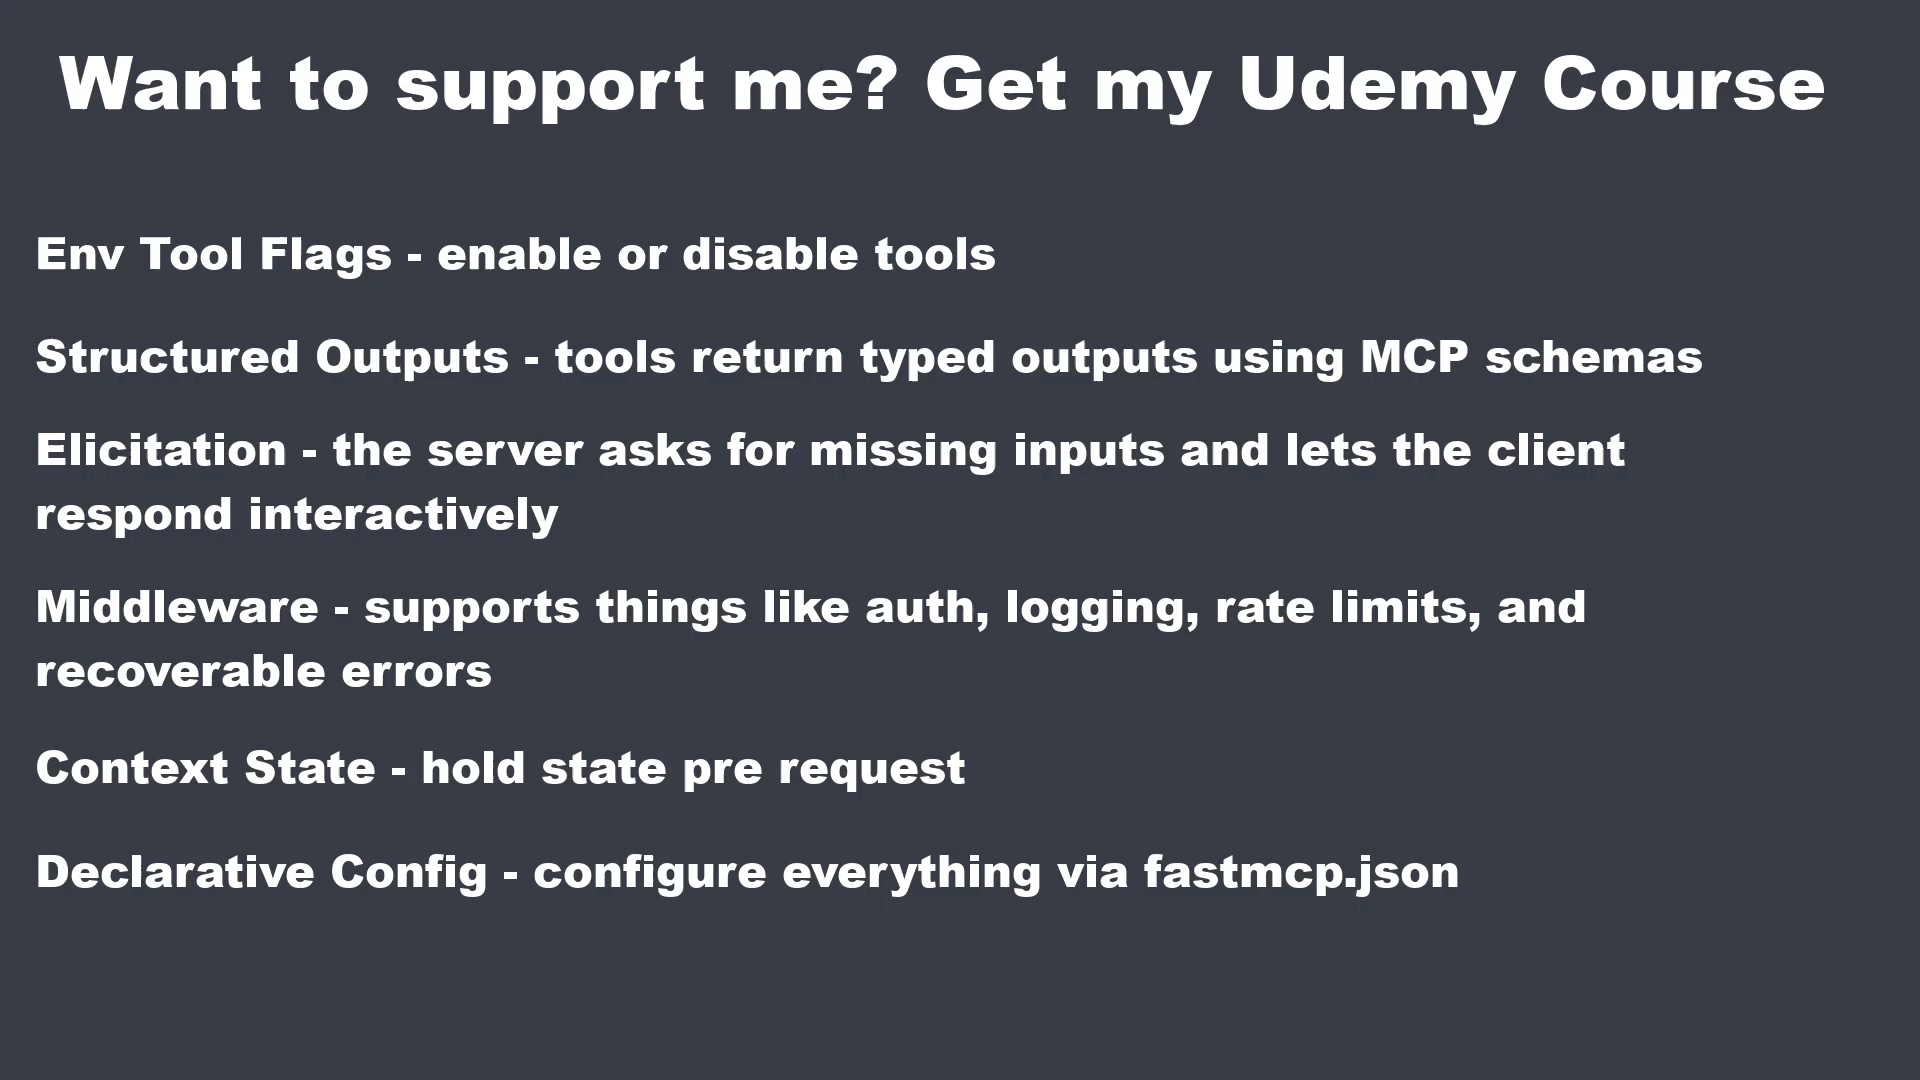 Want to support me? Get my Udemy Course
Env Tool Flags - enable or disable tools
Structured Outputs - tools return typed outputs using MCP schemas
Elicitation - the server asks for missing inputs and lets the client
respond interactively
Middleware - supports things like auth, logging, rate limits, and
recoverable errors
Context State - hold state pre request
Declarative Config - configure everything via fastmcp.json